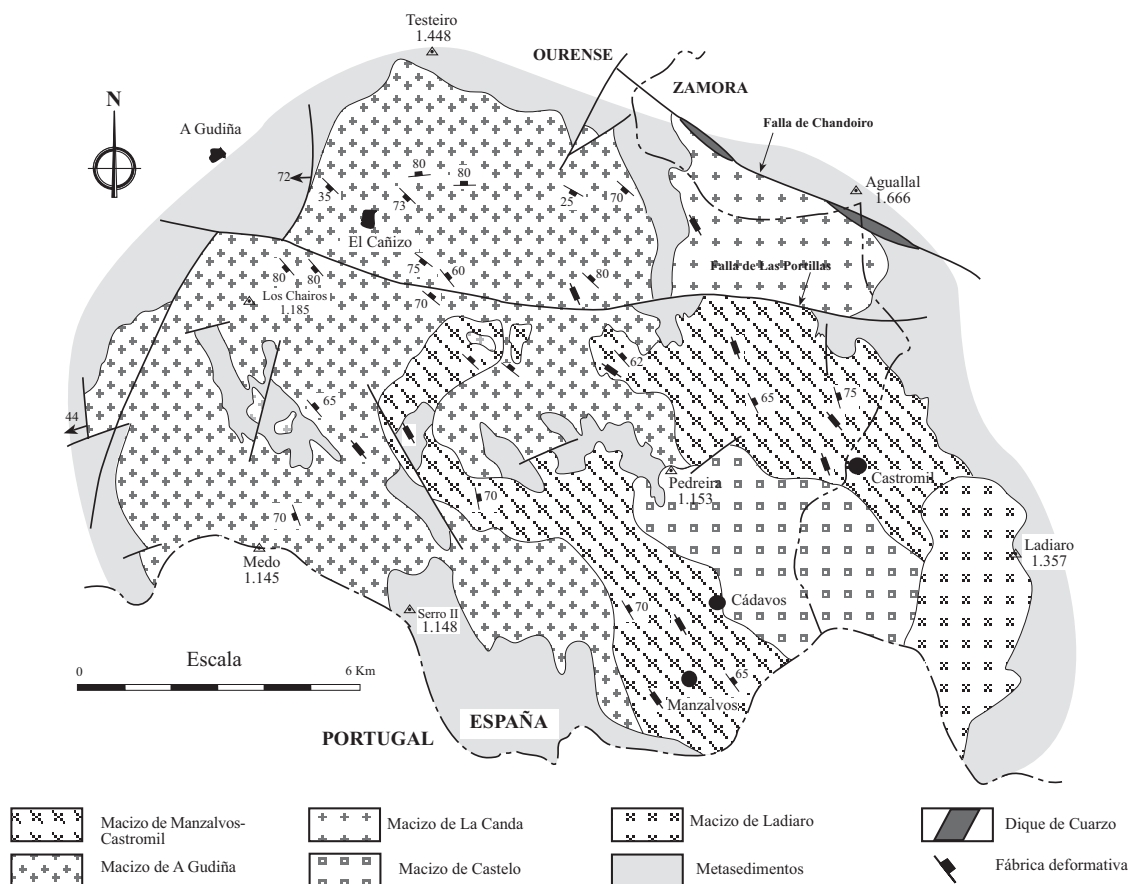 Testeiro
1.448
OURENSE
ZAMORA
N
A Gudiña
Falla de Chandoiro
72
80
80
35
73
25
70
Aguallal
1.666
El Cañizo
75
60
80
80
80
70
Falla de Las Portillas
Los Chairos
1.185
62
65
65
75
44
Castromil
Pedreira
1.153
70
70
Medo
1.145
Ladiaro
1.357
Cádavos
70
Serro II
1.148
Escala
0
6 Km
65
Manzalvos
ESPAÑA
PORTUGAL
Macizo de Manzalvos-
Castromil
Macizo de La Canda
Macizo de Ladiaro
Dique de Cuarzo
Macizo de A Gudiña
Macizo de Castelo
Metasedimentos
Fábrica deformativa